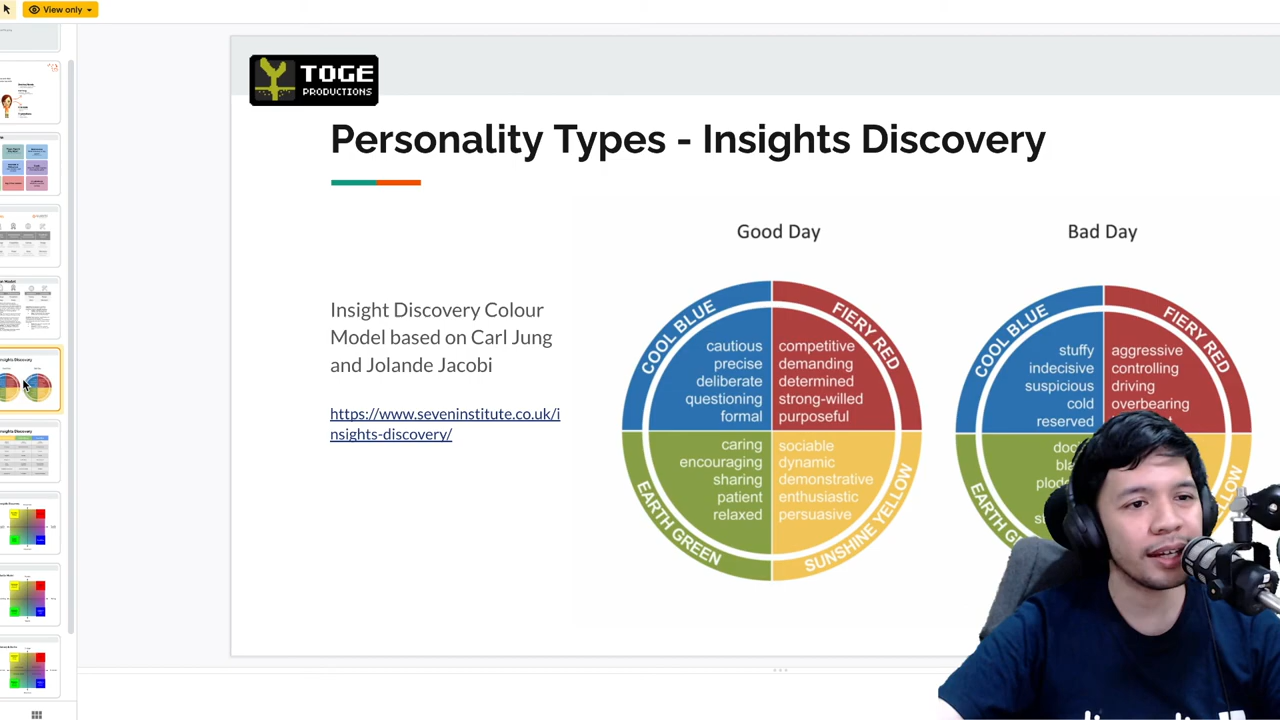 View only
TOGE
PRODUCTIONS
Personality Types - Insights Discovery
Insight Discovery Colour
Model based on Carl Jung
and Jolande Jacobi
https://www.seveninstitute.co.uk/i
nsights-discovery/
Good Day
COOL BLUE
FIERY RED
cautious
precise
deliberate
questioning
formal
competitive
demanding
determined
strong-willed
purposeful
caring
encouraging
sharing
patient
relaxed
sociable
dynamic
demonstrative
enthusiastic
persuasive
EARTH GREEN
SUNSHINE YELLOW
Bad Day
COOL BLUE
FIERY RED
stuffy
indecisive
suspicious
cold
reserved
aggressive
controlling
driving
overbearing
EARTH